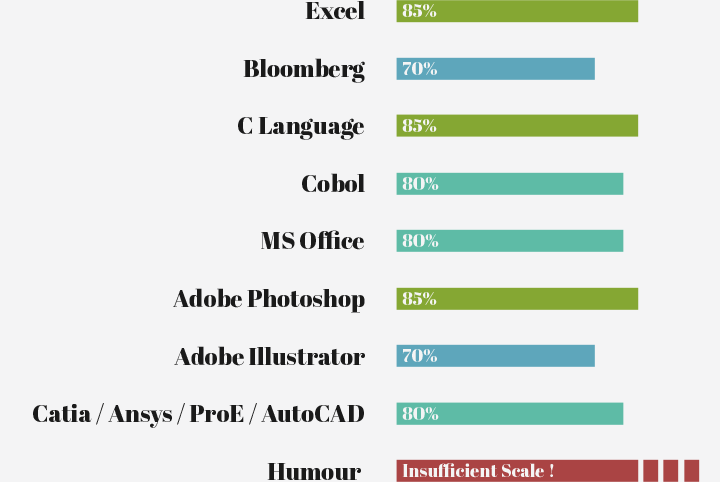 Excel 85%
Bloomberg 70%
C Language 85%
Cobol 80%
MS Office 80%
Adobe Photoshop 85%
Adobe Illustrator 70%
Catia / Ansys / ProE / AutoCAD 80%
Humour Insufficient Scale !